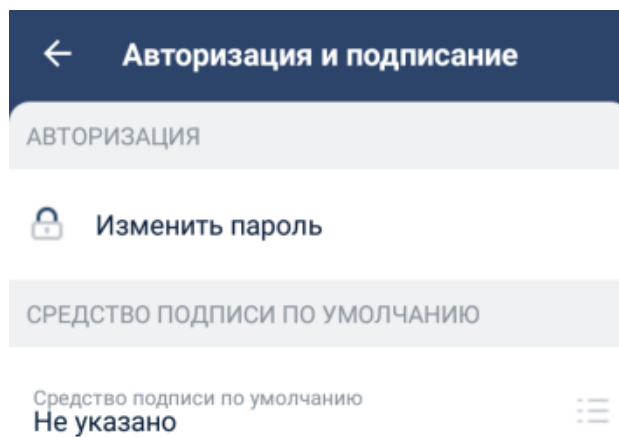 Авторизация и подписание
АВТОРИЗАЦИЯ
Изменить пароль
СРЕДСТВО ПОДПИСИ ПО УМОЛЧАНИЮ
Средство подписи по умолчанию
Не указано